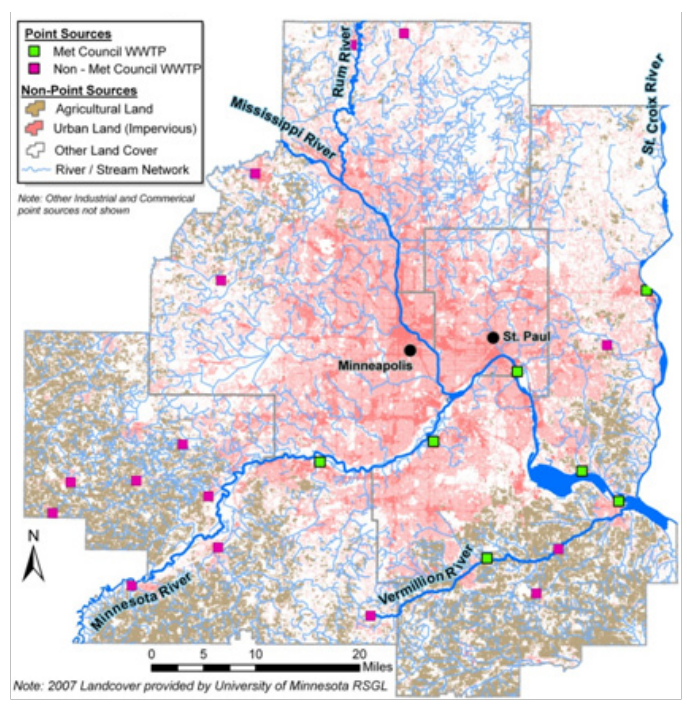 Point Sources
Met Council WWTP
Non - Met Council WWTP
Non-Point Sources
Agricultural Land
Urban Land (Impervious)
Other Land Cover
River / Stream Network
Note: Other Industrial and Commerical
point sources not shown
Rum River
Mississippi River
St. Croix River
St. Paul
Minneapolis
N
Minnesota River
Vermillion River
0 5 10 20
Miles
Note: 2007 Landcover provided by University of Minnesota RSGL